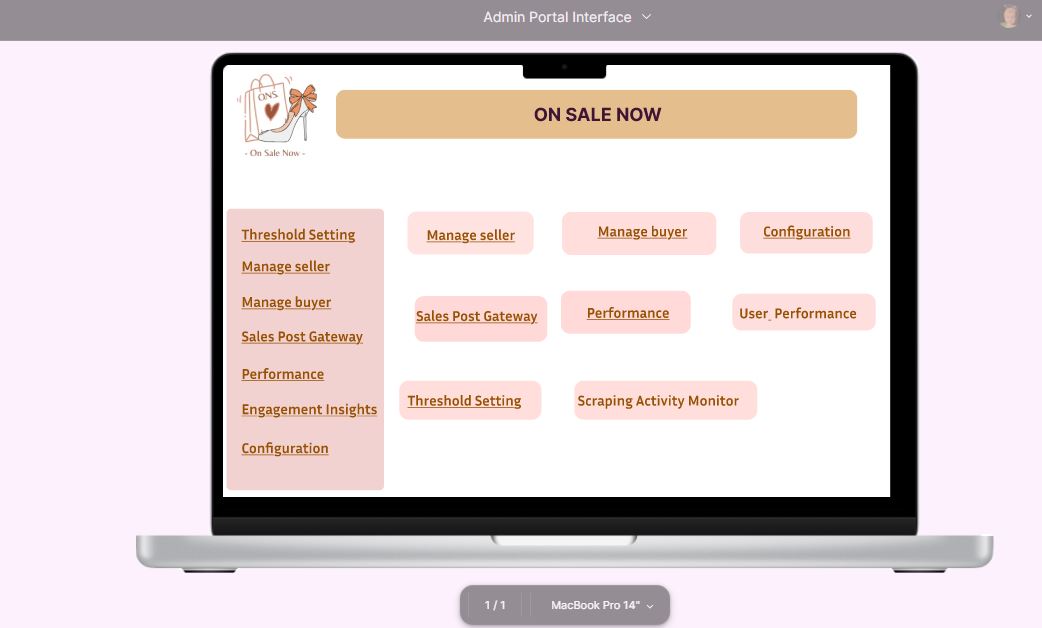 Admin Portal Interface
ONS.
- On Sale Now -
ON SALE NOW
Threshold Setting
Manage seller
Manage buyer
Sales Post Gateway
Performance
Engagement Insights
Configuration
Manage seller
Manage buyer
Configuration
Sales Post Gateway
Performance
User_ Performance
Threshold Setting
Scraping Activity Monitor
1 / 1
MacBook Pro 14"